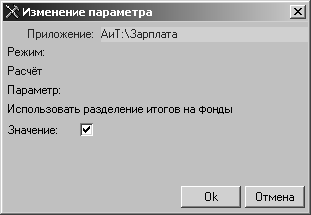 Изменение параметра
Приложение: АиТ:\Зарплата
Режим:
Расчёт
Параметр:
Использовать разделение итогов на фонды
Значение:
Ok Отмена